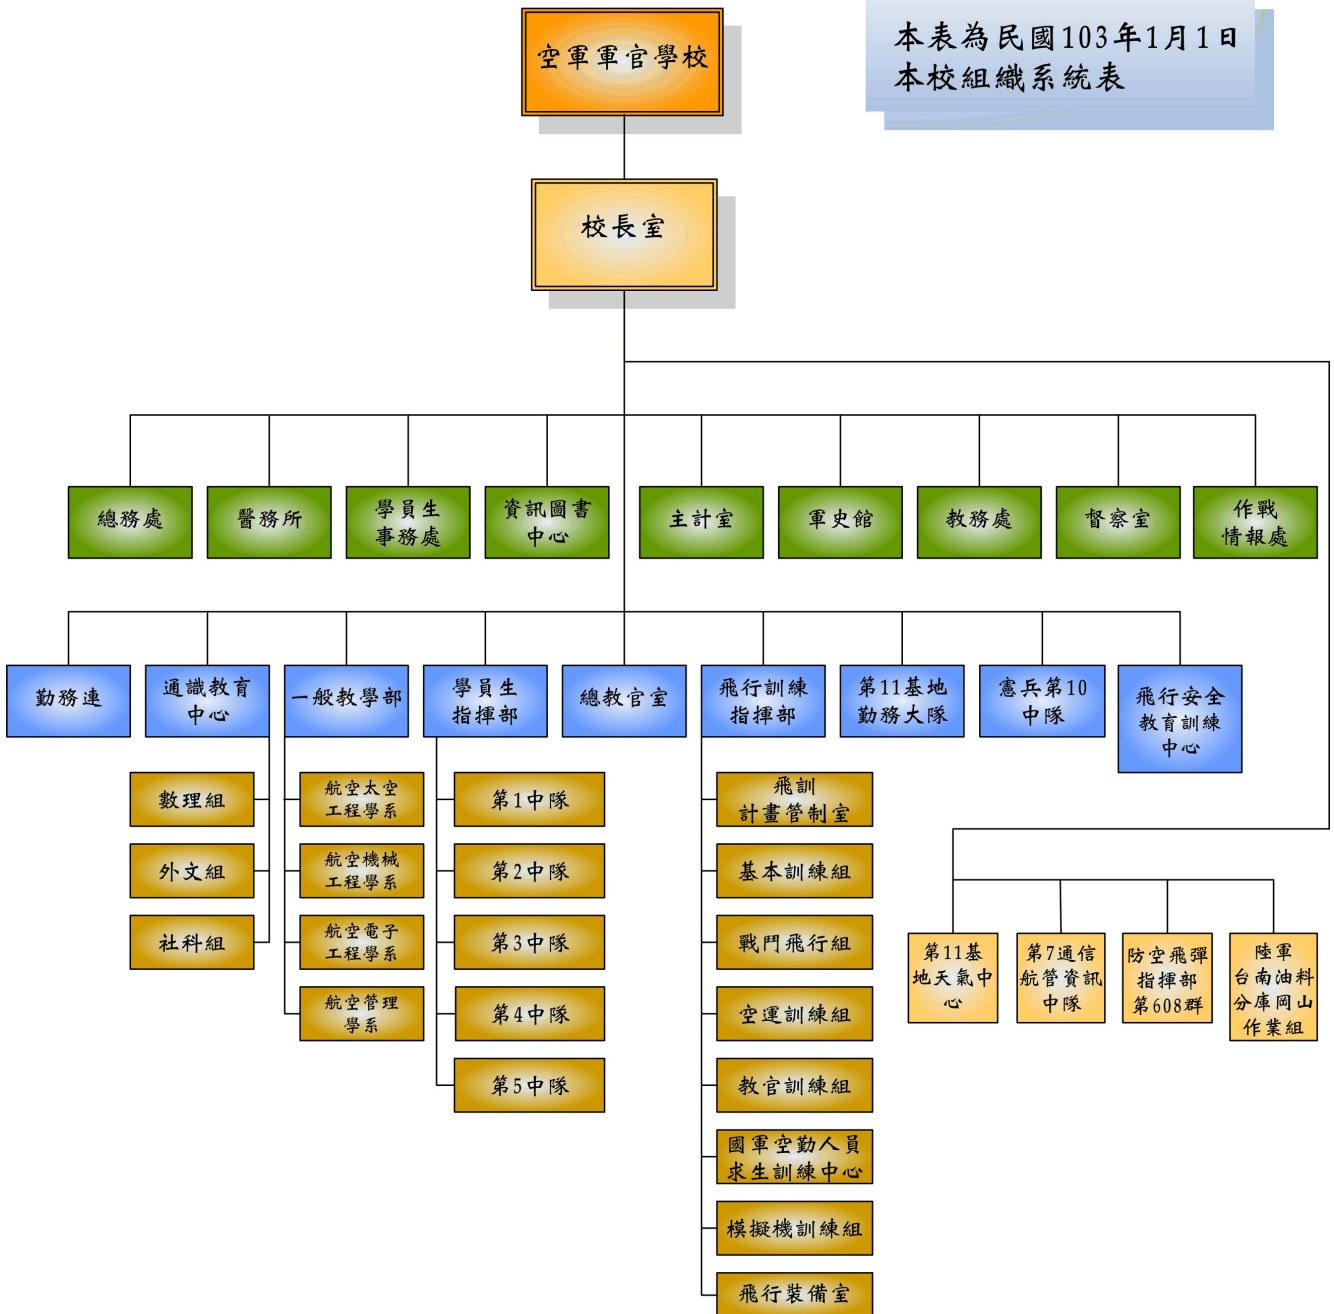 空軍軍官學校
本表為民國103年1月1日
本校組織系統表
校長室
總務處
醫務所
學員生
事務處
資訊圖書
中心
主計室
軍史館
教務處
督察室
作戰
情報處
勤務連
通識教育
中心
一般教學部
學員生
指揮部
總教官室
飛行訓練
指揮部
第11基地
勤務大隊
憲兵第10
中隊
飛行安全
教育訓練
中心
數理組
外文組
社科組
航空太空
工程學系
航空機械
工程學系
航空電子
工程學系
航空管理
學系
第1中隊
第2中隊
第3中隊
第4中隊
第5中隊
飛訓
計畫管制室
基本訓練組
戰鬥飛行組
空運訓練組
教官訓練組
國軍空勤人員
求生訓練中心
模擬機訓練組
飛行裝備室
第11基
地天氣中
心
第7通信
航管資訊
中隊
防空飛彈
指揮部
第608群
陸軍
台南油料
分庫岡山
作業組